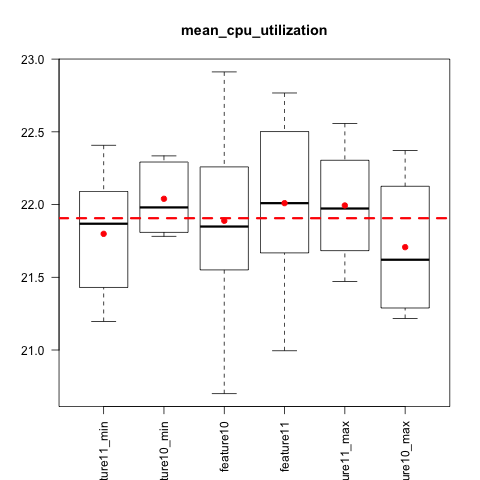 mean_cpu_utilization
23.0
22.5
22.0
21.5
21.0
ture11_min
ture10_min
feature10
feature11
ure11_max
ure10_max